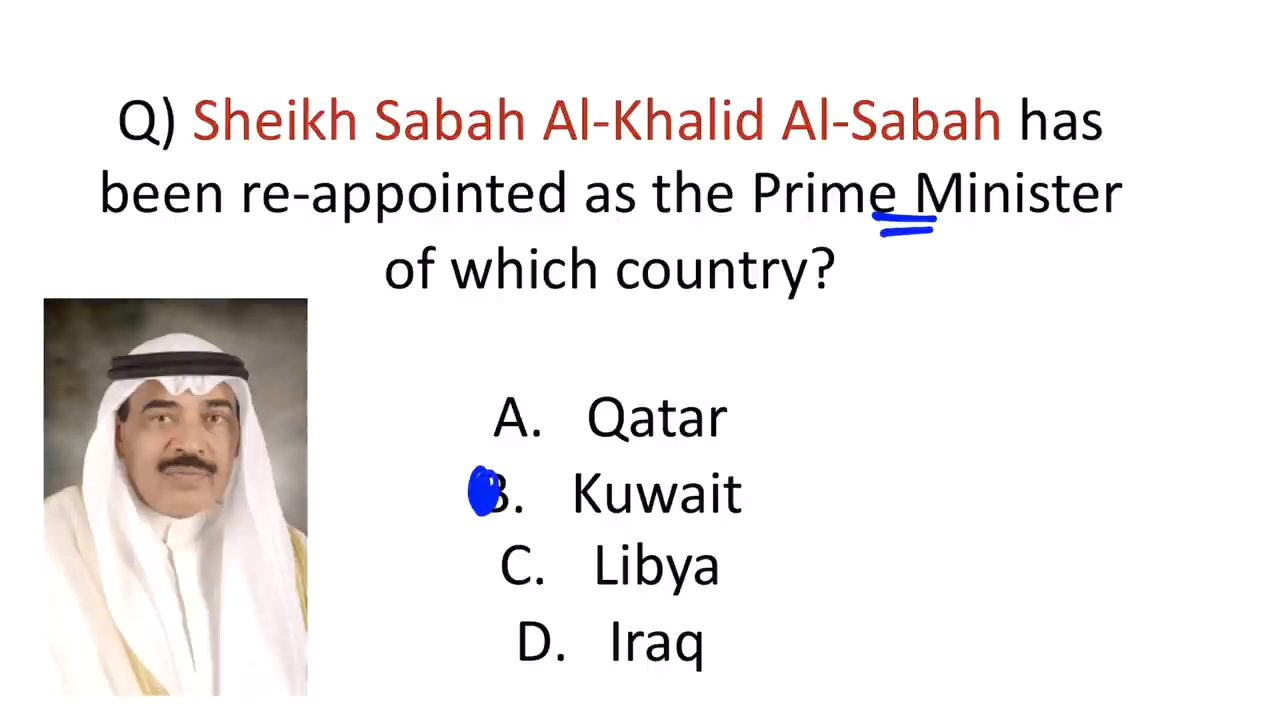 Q) Sheikh Sabah Al-Khalid Al-Sabah has
been re-appointed as the Prime Minister
of which country?
A. Qatar
B. Kuwait
C. Libya
D. Iraq